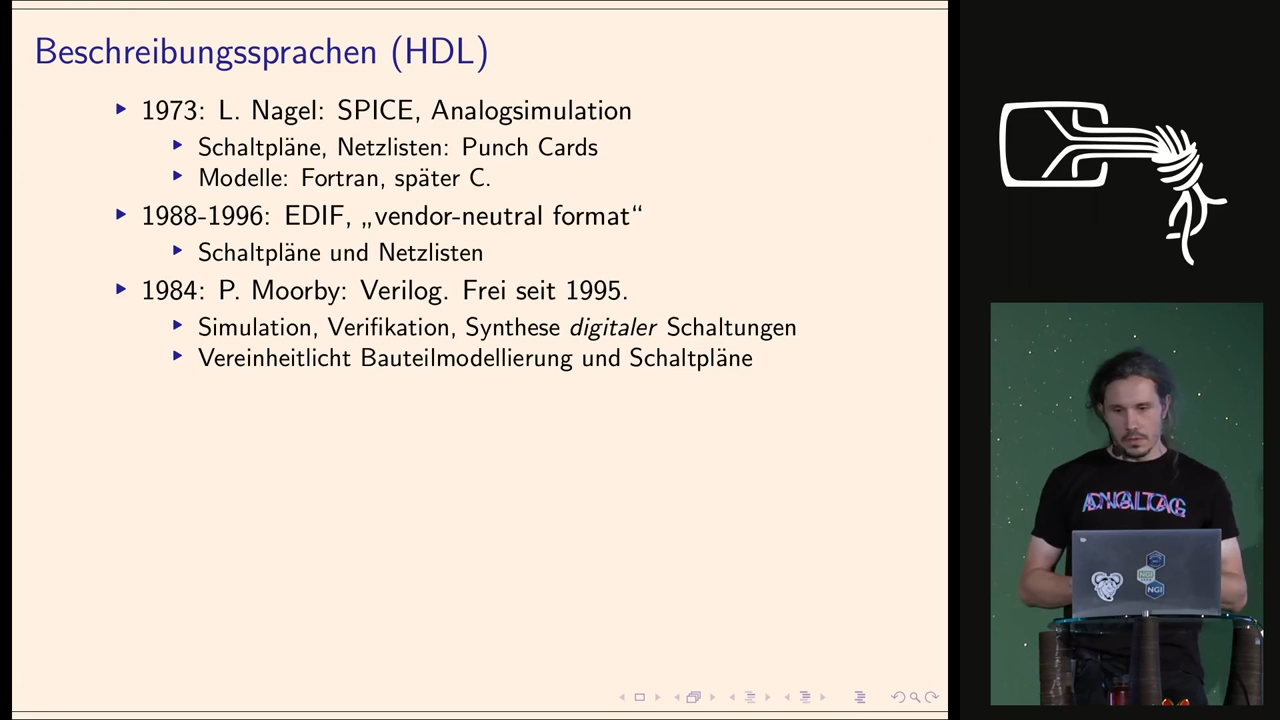 Beschreibungssprachen (HDL)
1973: L. Nagel: SPICE, Analogsimulation
Schaltpläne, Netzlisten: Punch Cards
Modelle: Fortran, später C.
1988-1996: EDIF, „vendor-neutral format“
Schaltpläne und Netzlisten
1984: P. Moorby: Verilog. Frei seit 1995.
Simulation, Verifikation, Synthese digitaler Schaltungen
Vereinheitlicht Bauteilmodellierung und Schaltpläne
NGI